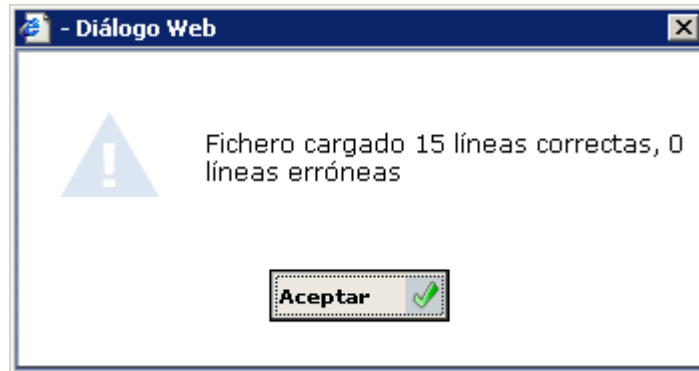 - Diálogo Web
Fichero cargado 15 líneas correctas, 0
líneas erróneas
Aceptar